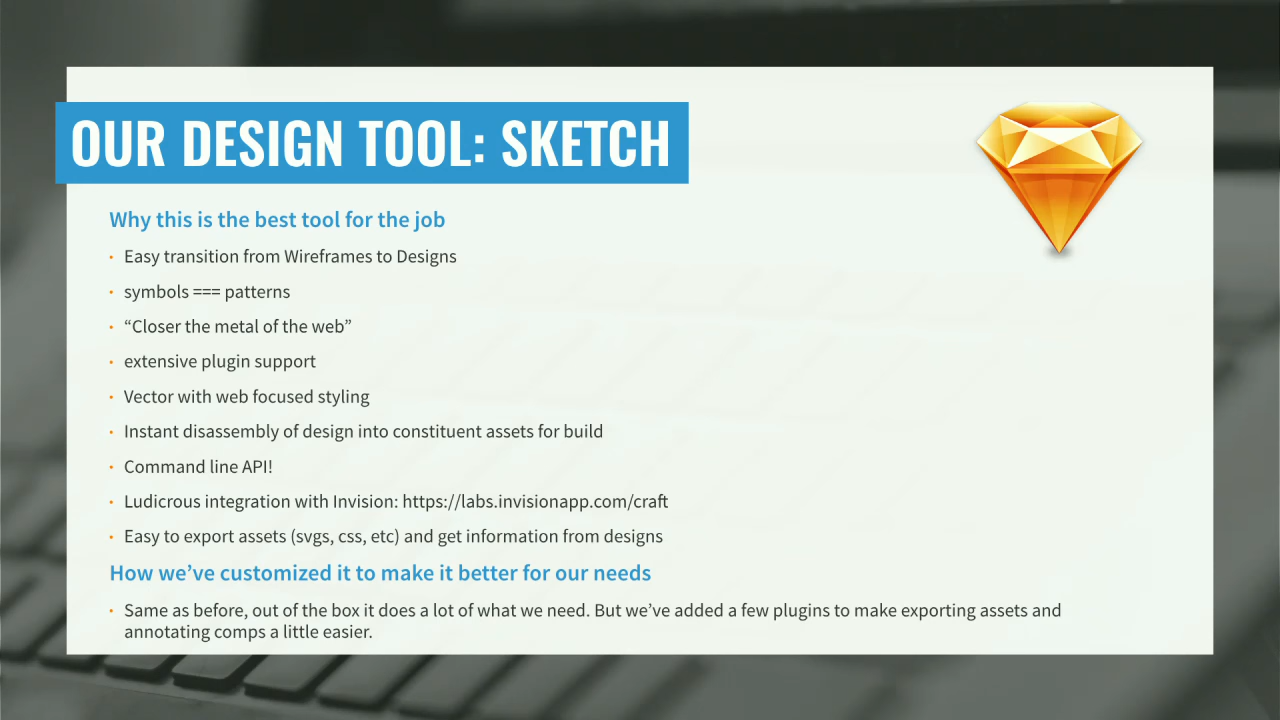 OUR DESIGN TOOL: SKETCH
Why this is the best tool for the job
• Easy transition from Wireframes to Designs
• symbols === patterns
• “Closer the metal of the web”
• extensive plugin support
• Vector with web focused styling
• Instant disassembly of design into constituent assets for build
• Command line API!
• Ludicrous integration with Invision: https://labs.invisionapp.com/craft
• Easy to export assets (svgs, css, etc) and get information from designs
How we’ve customized it to make it better for our needs
• Same as before, out of the box it does a lot of what we need. But we’ve added a few plugins to make exporting assets and
annotating comps a little easier.